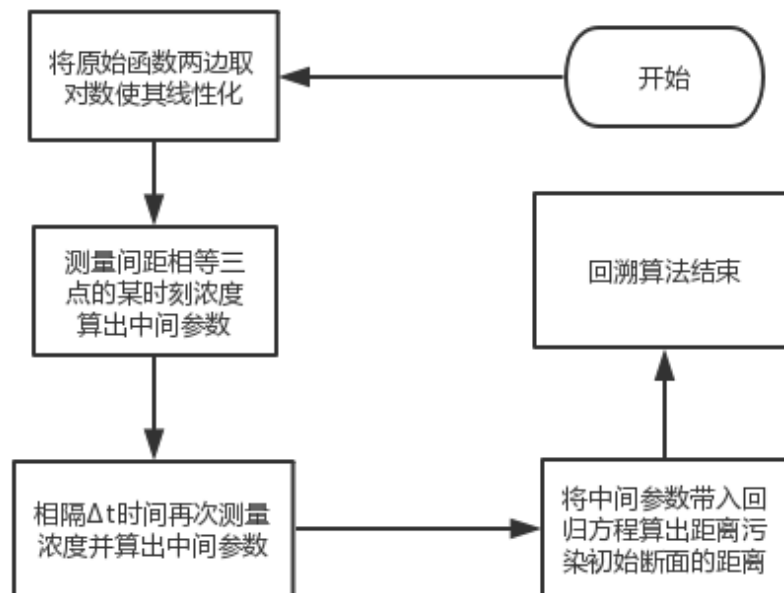 开始
将原始函数两边取
对数使其线性化
测量间距相等三
点的某时刻浓度
算出中间参数
相隔Δt时间再次测量
浓度并算出中间参数
将中间参数带入回
归方程算出距离污
染初始断面的距离
回溯算法结束